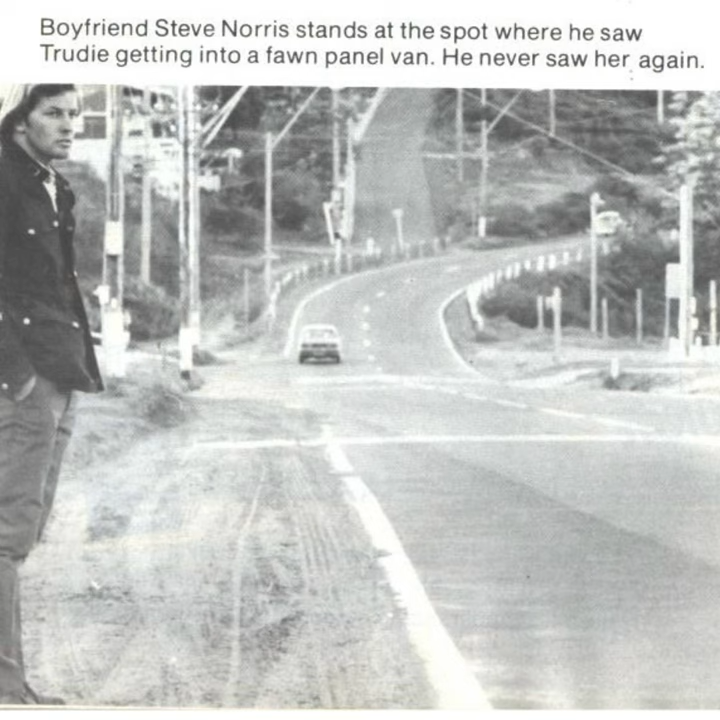 Boyfriend Steve Norris stands at the spot where he saw
Trudie getting into a fawn panel van. He never saw her again.